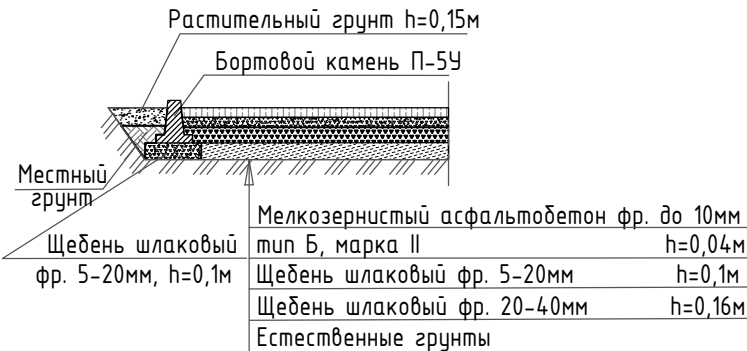 Растительный грунт h=0,15м
Бортовой камень П-5У
Местный
грунт
Щебень шлаковый
фр. 5-20мм, h=0,1м
Мелкозернистый асфальтобетон фр. до 10мм
тип Б, марка II h=0,04м
Щебень шлаковый фр. 5-20мм h=0,1м
Щебень шлаковый фр. 20-40мм h=0,16м
Естественные грунты